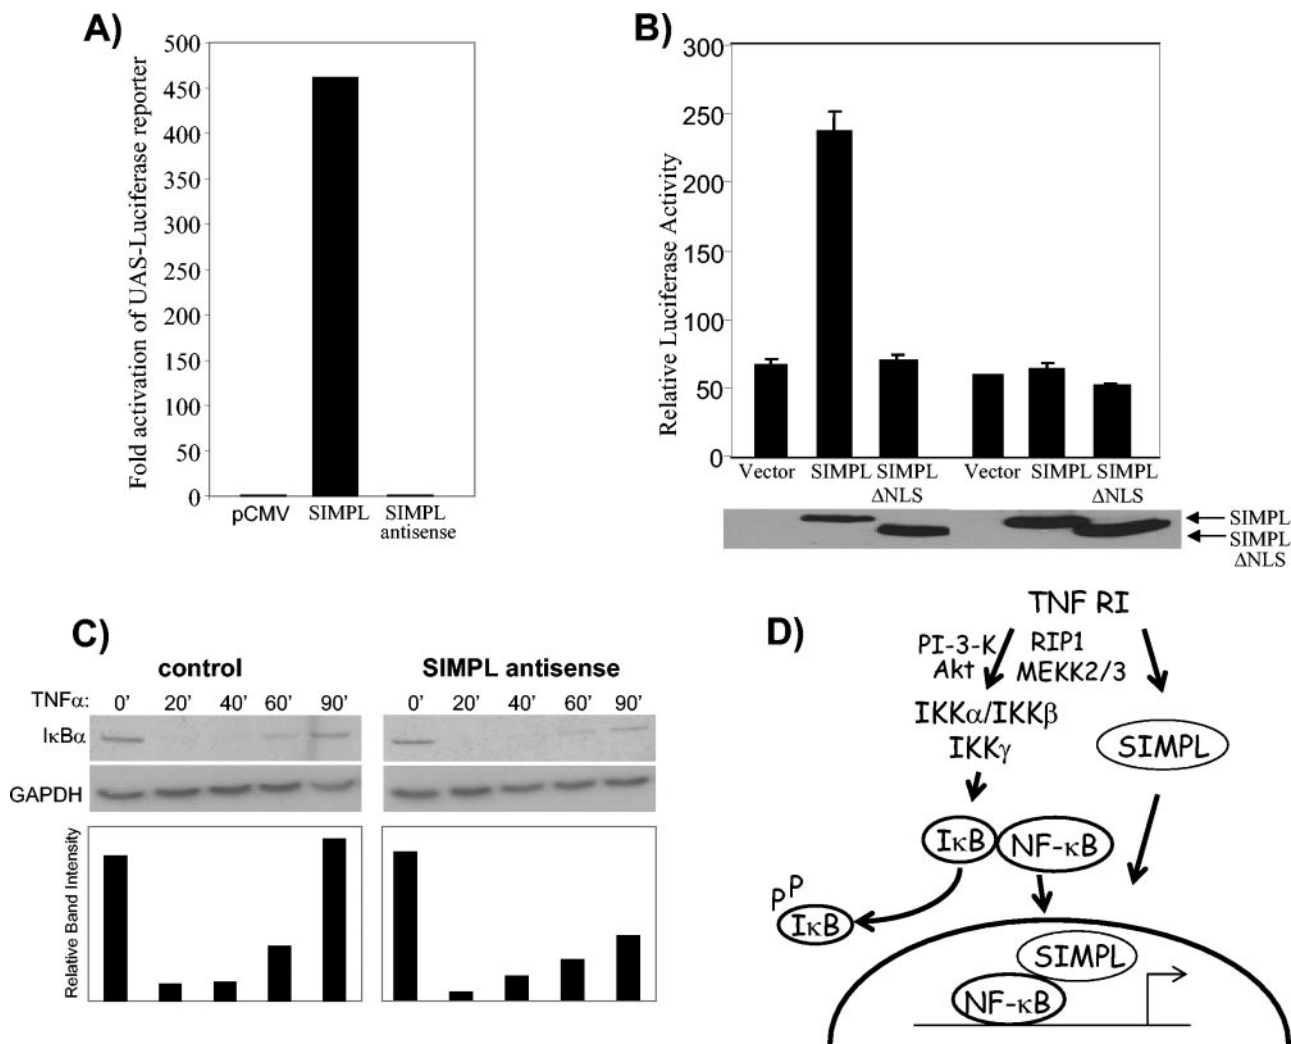 A)
Fold activation of UAS-Luciferase reporter
500
450
400
450
300
250
200
150
100
50
0
pCMV SIMPL SIMPL antisense
B)
Relative Luciferase Activity
300
250
200
150
100
50
0
Vector SIMPL SIMPL ΔNLS Vector SIMPL SIMPL ΔNLS
SIMPL
SIMPL
ΔNLS
C)
control SIMPL antisense
TNFα: 0' 20' 40' 60' 90' 0' 20' 40' 60' 90'
IκBα
GAPDH
Relative Band Intensity
D)
TNF RI
PI-3-K RIP1
Akt MEKK2/3
IKKα/IKKβ
IKKγ
SIMPL
IκB NF-κB
P P
IκB
SIMPL
NF-κB